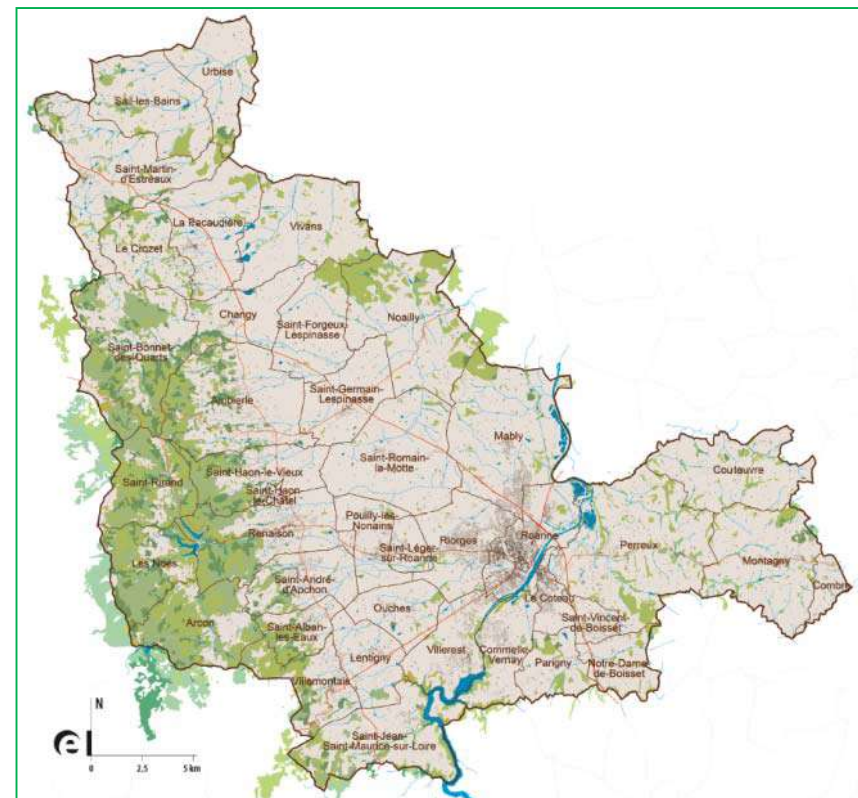 Urbise
Sail-les-Bains
Saint-Martin-
d'Estréaux
La Pacaudière
Vivans
Le Crozet
Changy
Saint-Forgeux-
Lespinasse
Noailly
Saint-Bonnet-
des-Quarts
Ambierle
Saint-Germain-
Lespinasse
Mably
Saint-Romain-
la-Motte
Coutouvre
Saint-Rirand
Saint-Haon-le-Vieux
Saint-Haon-
le-Châtel
Pouilly-les-
Nonains
Renaison
Riorges
Roanne
Saint-Léger-
sur-Roanne
Perreux
Montagny
Combre
Les Noës
Saint-André-
d'Apchon
Le Coteau
Ouches
Arcon
Saint-Alban-
les-Eaux
Saint-Vincent-
de-Boisset
Lentigny
Villerest
Commelle-
Vernay
Parigny
Notre-Dame-
de-Boisset
Villemontais
Saint-Jean-
Saint-Maurice-sur-Loire
N
0
2,5
5 km